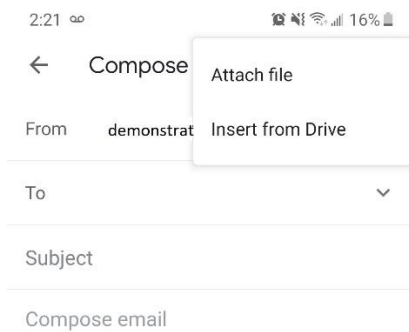 2:21 16%
Compose
Attach file
From demonstrat
Insert from Drive
To
Subject
Compose email